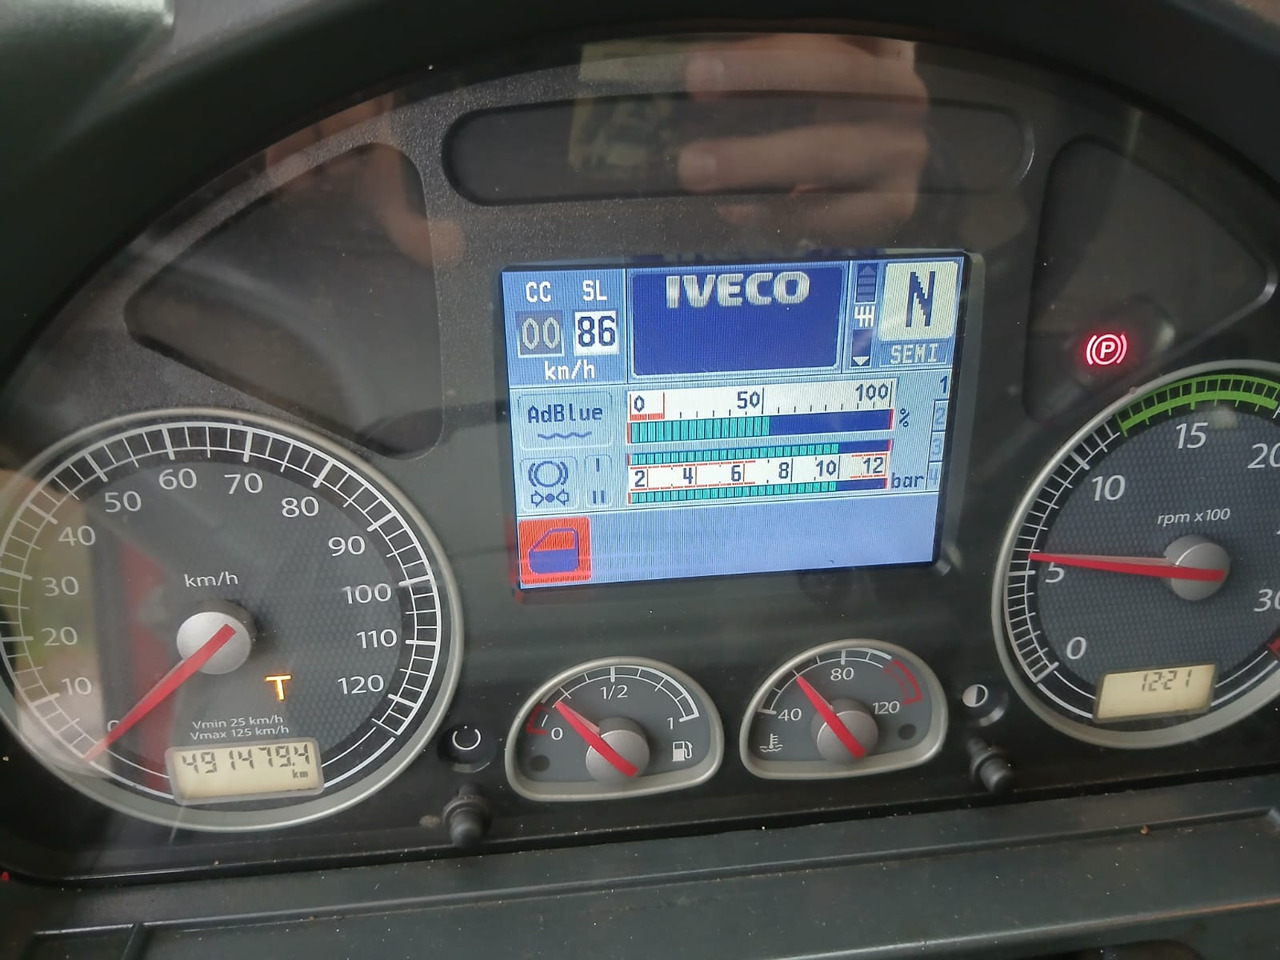 CC SL
00 86
km/h
IVECO
N
SEMI
AdBlue
0 50 100
%
1
2
3
4
I
II
2 4 6 8 10 12
bar
0
10
20
30
40
50
60
70
80
90
100
110
120
km/h
T
Vmin 25 km/h
Vmax 125 km/h
491479.4
km
0 1/2 1
40 80 120
P
0
5
10
15
20
30
rpm x100
12:21